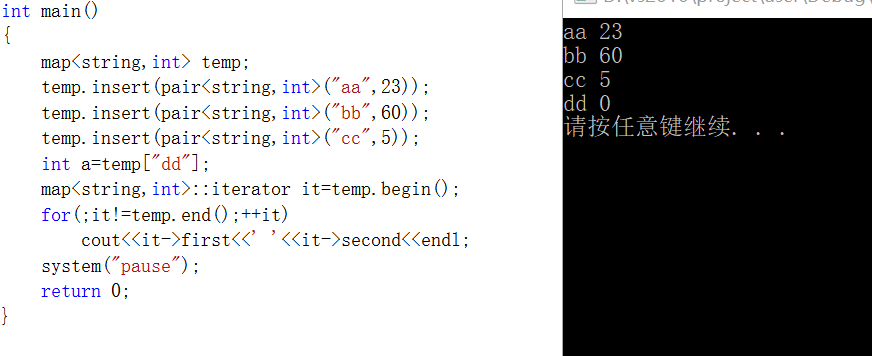 int main()
{
map<string,int> temp;
temp.insert(pair<string,int>("aa",23));
temp.insert(pair<string,int>("bb",60));
temp.insert(pair<string,int>("cc",5));
int a=temp["dd"];
map<string,int>::iterator it=temp.begin();
for(;it!=temp.end();++it)
cout<<it->first<<' '<<it->second<<endl;
system("pause");
return 0;
}
aa 23
bb 60
cc 5
dd 0
请按任意键继续. . .